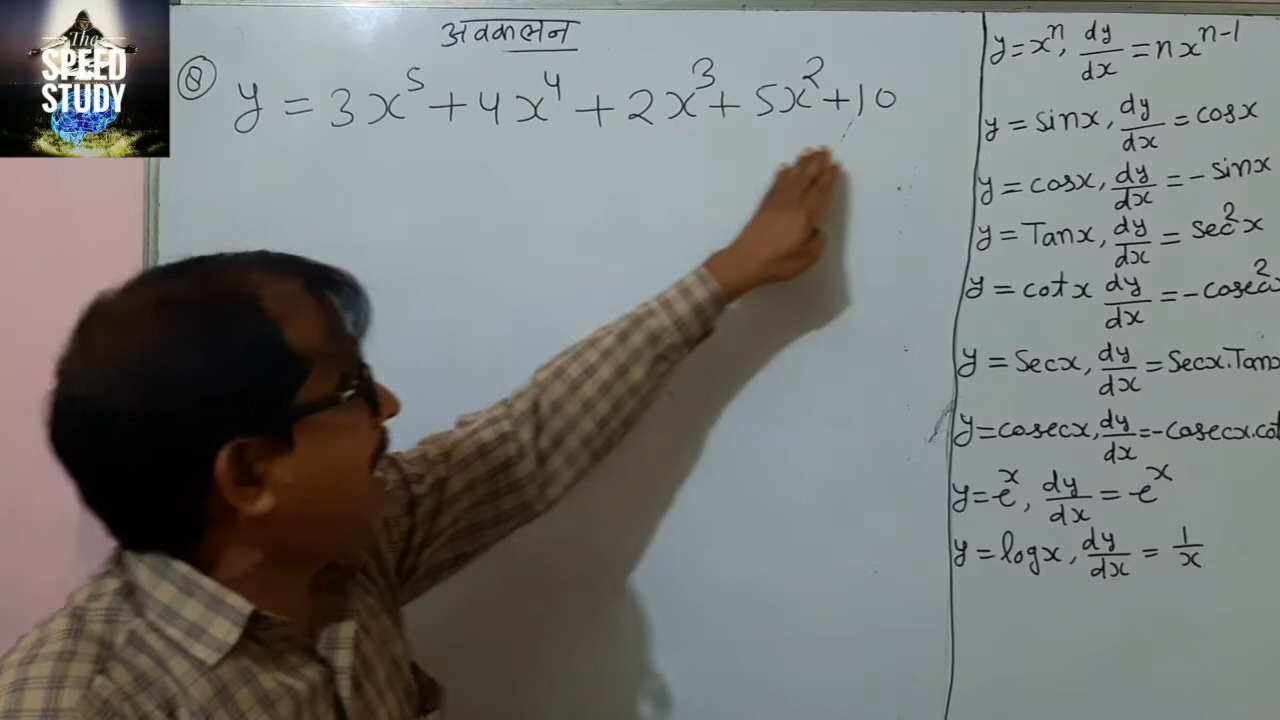 The
SPEED
STUDY
अवकलन
Q y = 3x⁵ + 4x⁴ + 2x³ + 5x² + 10
y = xⁿ, dy/dx = nxⁿ⁻¹
y = sinx, dy/dx = cosx
y = cosx, dy/dx = - sinx
y = Tanx, dy/dx = sec²x
y = cotx dy/dx = - cosec²x
y = Secx, dy/dx = Secx.Tanx
y = cosecx, dy/dx = - cosecx.cot
y = eˣ, dy/dx = eˣ
y = logx, dy/dx = 1/x